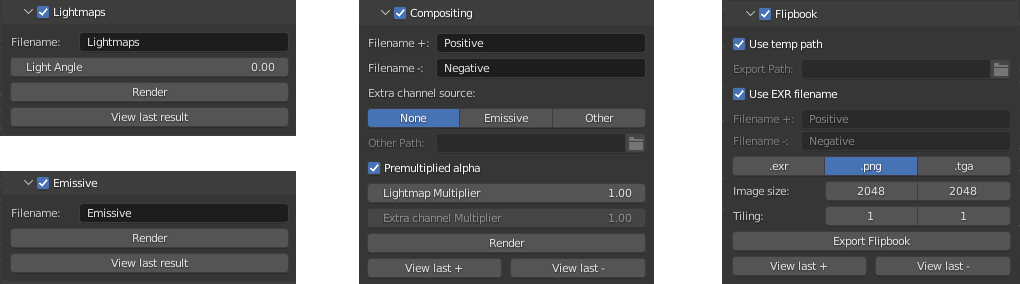 Lightmaps
Filename: Lightmaps
Light Angle 0.00
Render
View last result
Emissive
Filename: Emissive
Render
View last result
Compositing
Filename +: Positive
Filename -: Negative
Extra channel source:
None Emissive Other
Other Path:
Premultiplied alpha
Lightmap Multiplier 1.00
Extra channel Multiplier 1.00
Render
View last + View last -
Flipbook
Use temp path
Export Path:
Use EXR filename
Filename +: Positive
Filename -: Negative
.exr .png .tga
Image size: 2048 2048
Tiling: 1 1
Export Flipbook
View last + View last -